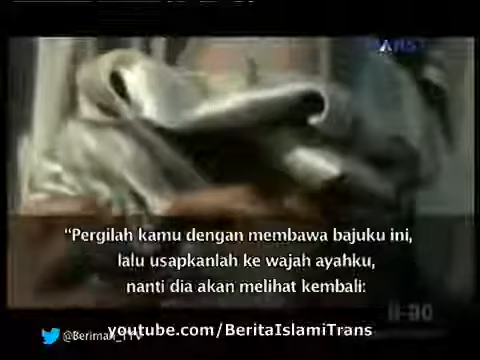 “Pergilah kamu dengan membawa bajuku ini,
lalu usapkanlah ke wajah ayahku,
nanti dia akan melihat kembali:
youtube.com/BeritaIslamiTrans